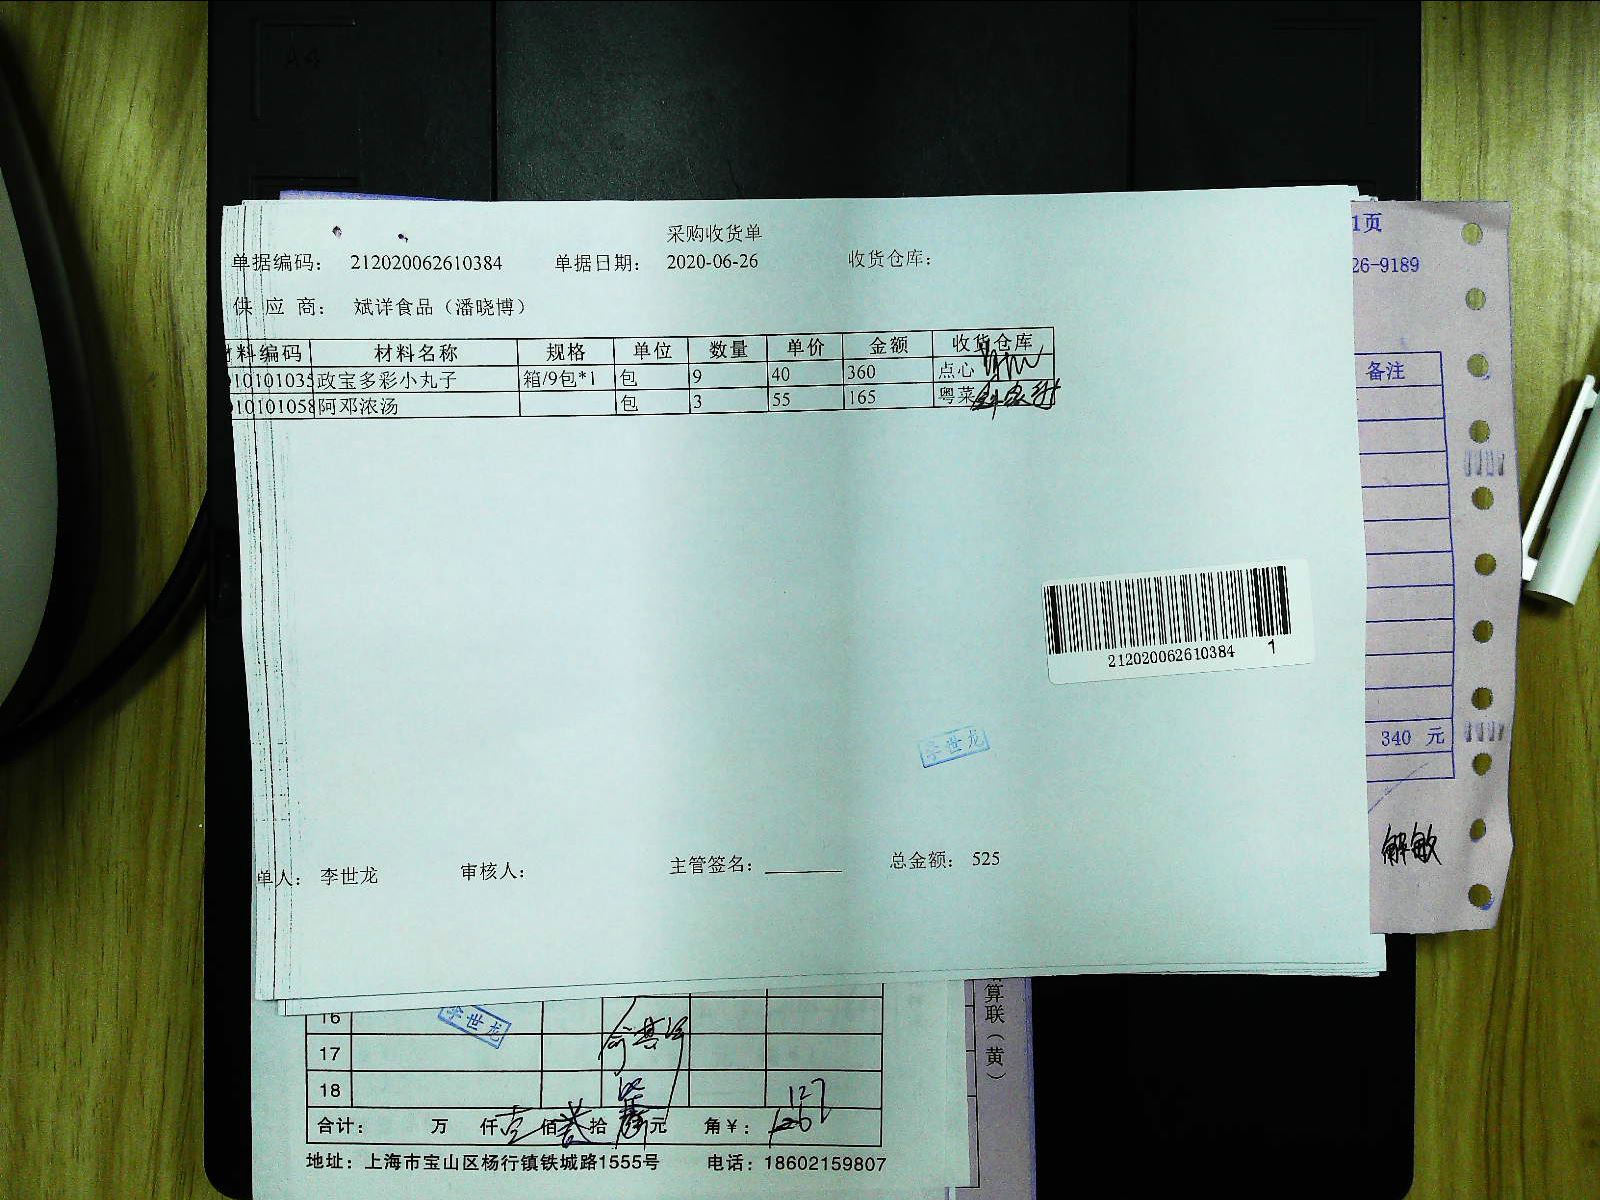 采购收货单
单据编码： 212020062610384 单据日期： 2020-06-26 收货仓库：
供 应 商： 斌详食品（潘晓博）
材料编码 材料名称 规格 单位 数量 单价 金额 收货仓库
10101035 政宝多彩小丸子 箱/9包*1 包 9 40 360 点心
10101058 阿邓浓汤 包 3 55 165 粤菜
212020062610384 1
李世龙
单人： 李世龙 审核人： 主管签名： 总金额： 525
1页
26-9189
备注
340 元
解敏
算联（黄）
16
李世龙
17
18
合计： 万 仟 佰 拾 元 角￥： 127
地址：上海市宝山区杨行镇铁城路1555号 电话：18602159807